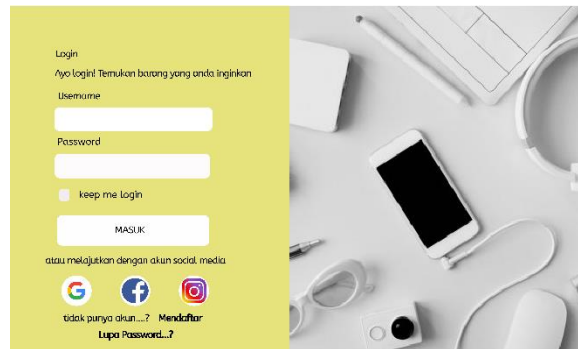 Login
Ayo login! Temukan barang yang anda inginkan
Username
Password
keep me login
MASUK
atau melajutkan dengan akun social media
tidak punya akun....? Mendaftar
Lupa Password...?